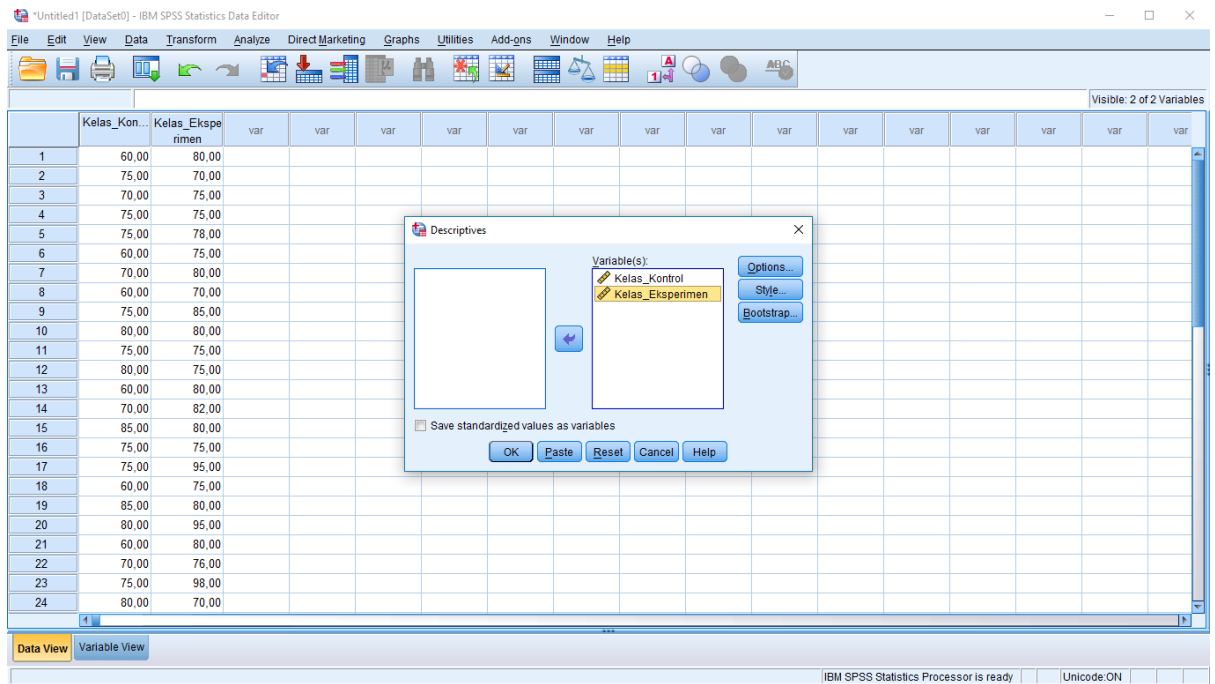 *Untitled1 [DataSet0] - IBM SPSS Statistics Data Editor
File Edit View Data Transform Analyze Direct Marketing Graphs Utilities Add-ons Window Help
Visible: 2 of 2 Variables
Kelas_Kon... Kelas_Eksperimen var var var var var var var var var var var var var var var
1 60,00 80,00
2 75,00 70,00
3 70,00 75,00
4 75,00 75,00
5 75,00 78,00
6 60,00 75,00
7 70,00 80,00
8 60,00 70,00
9 75,00 85,00
10 80,00 80,00
11 75,00 75,00
12 80,00 75,00
13 60,00 80,00
14 70,00 82,00
15 85,00 80,00
16 75,00 75,00
17 75,00 95,00
18 60,00 75,00
19 85,00 80,00
20 80,00 95,00
21 60,00 80,00
22 70,00 76,00
23 75,00 98,00
24 80,00 70,00
Descriptives
Variable(s):
Kelas_Kontrol
Kelas_Eksperimen
Options...
Style...
Bootstrap...
Save standardized values as variables
OK Paste Reset Cancel Help
Data View Variable View
IBM SPSS Statistics Processor is ready Unicode:ON